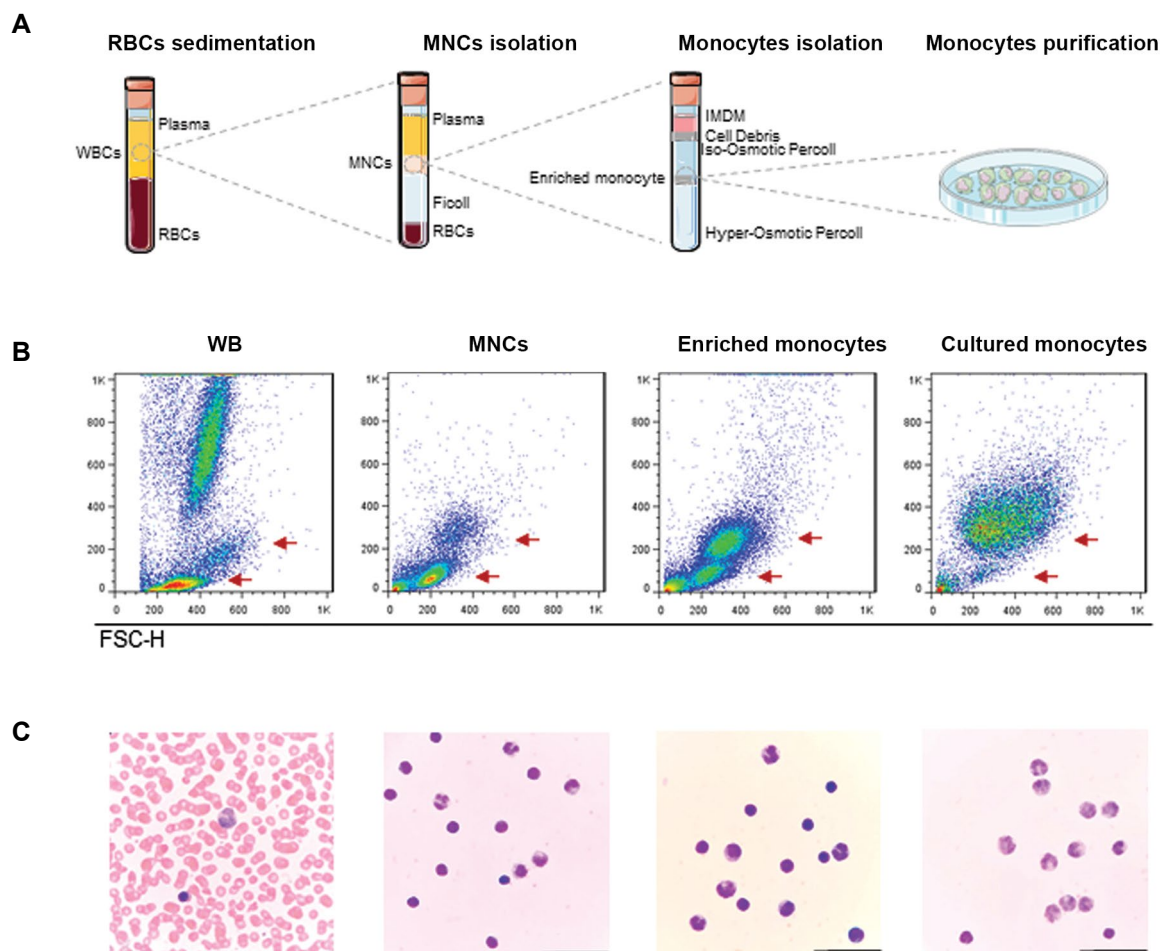 A
RBCs sedimentation
MNCs isolation
Monocytes isolation
Monocytes purification
Plasma
WBCs
RBCs
Plasma
MNCs
Ficoll
RBCs
IMDM
Cell Debris
Iso-Osmotic Percoll
Enriched monocyte
Hyper-Osmotic Percoll
B
WB
MNCs
Enriched monocytes
Cultured monocytes
1K
800
600
400
200
0
0 200 400 600 800 1K
1K
800
600
400
200
0
0 200 400 600 800 1K
1K
800
600
400
200
0
0 200 400 600 800 1K
1K
800
600
400
200
0
0 200 400 600 800 1K
FSC-H
C